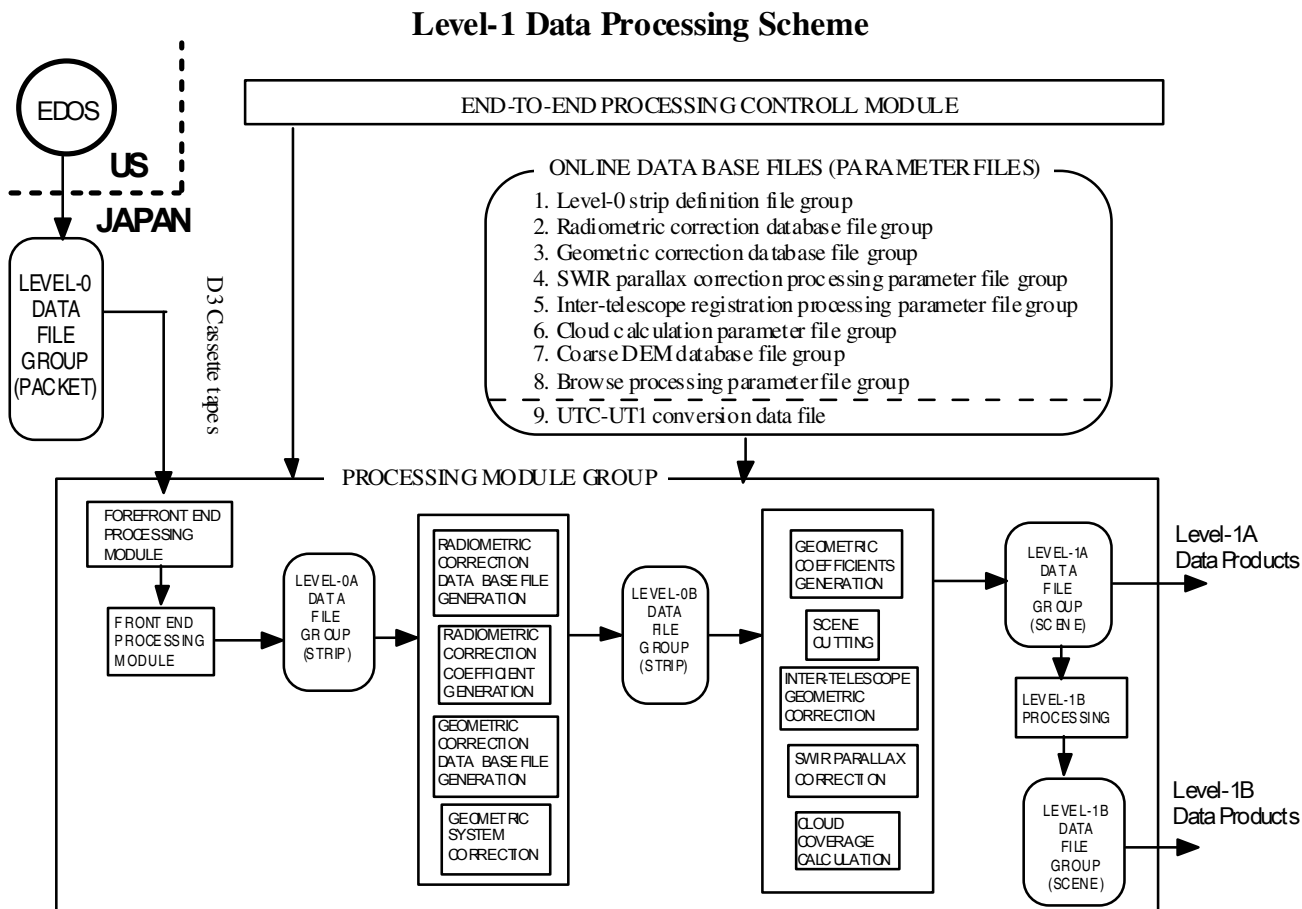 Level-1 Data Processing Scheme
EDOS
US
JAPAN
END-TO-END PROCESSING CONTROLL MODULE
ONLINE DATA BASE FILES (PARAMETER FILES)
1. Level-0 strip definition file group
2. Radiometric correction database file group
3. Geometric correction database file group
4. SWIR parallax correction processing parameter file group
5. Inter-telescope registration processing parameter file group
6. Cloud calculation parameter file group
7. Coarse DEM database file group
8. Browse processing parameter file group
9. UTC-UT1 conversion data file
LEVEL-0
DATA
FILE
GROUP
(PACKET)
D3 Cassette tapes
PROCESSING MODULE GROUP
FOREFRONT END
PROCESSING
MODULE
FRONT END
PROCESSING
MODULE
LEVEL-0A
DATA
FILE
GROUP
(STRIP)
RADIOMETRIC
CORRECTION
DATA BASE FILE
GENERATION
RADIOMETRIC
CORRECTION
COEFFICIENT
GENERATION
GEOMETRIC
CORRECTION
DATA BASE FILE
GENERATION
GEOMETRIC
SYSTEM
CORRECTION
LEVEL-0B
DATA
FILE
GROUP
(STRIP)
GEOMETRIC
COEFFICIENTS
GENERATION
SCENE
CUTTING
INTER-TELESCOPE
GEOMETRIC
CORRECTION
SWIR PARALLAX
CORRECTION
CLOUD
COVERAGE
CALCULATION
LEVEL-1A
DATA
FILE
GROUP
(SCENE)
LEVEL-1B
PROCESSING
LEVEL-1B
DATA
FILE
GROUP
(SCENE)
Level-1A
Data Products
Level-1B
Data Products